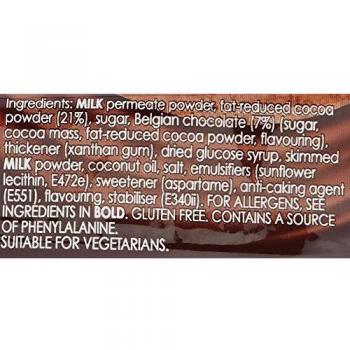 Ingredients: MILK permeate powder, fat-reduced cocoa
powder (21%), sugar, Belgian chocolate (7%) (sugar,
cocoa mass, fat-reduced cocoa powder, flavouring),
thickener (xanthan gum), dried glucose syrup, skimmed
MILK powder, coconut oil, salt, emulsifiers (sunflower
lecithin, E472e), sweetener (aspartame), anti-caking agent
(E551), flavouring, stabiliser (E340ii). FOR ALLERGENS, SEE
INGREDIENTS IN BOLD. GLUTEN FREE. CONTAINS A SOURCE
OF PHENYLALANINE.
SUITABLE FOR VEGETARIANS.